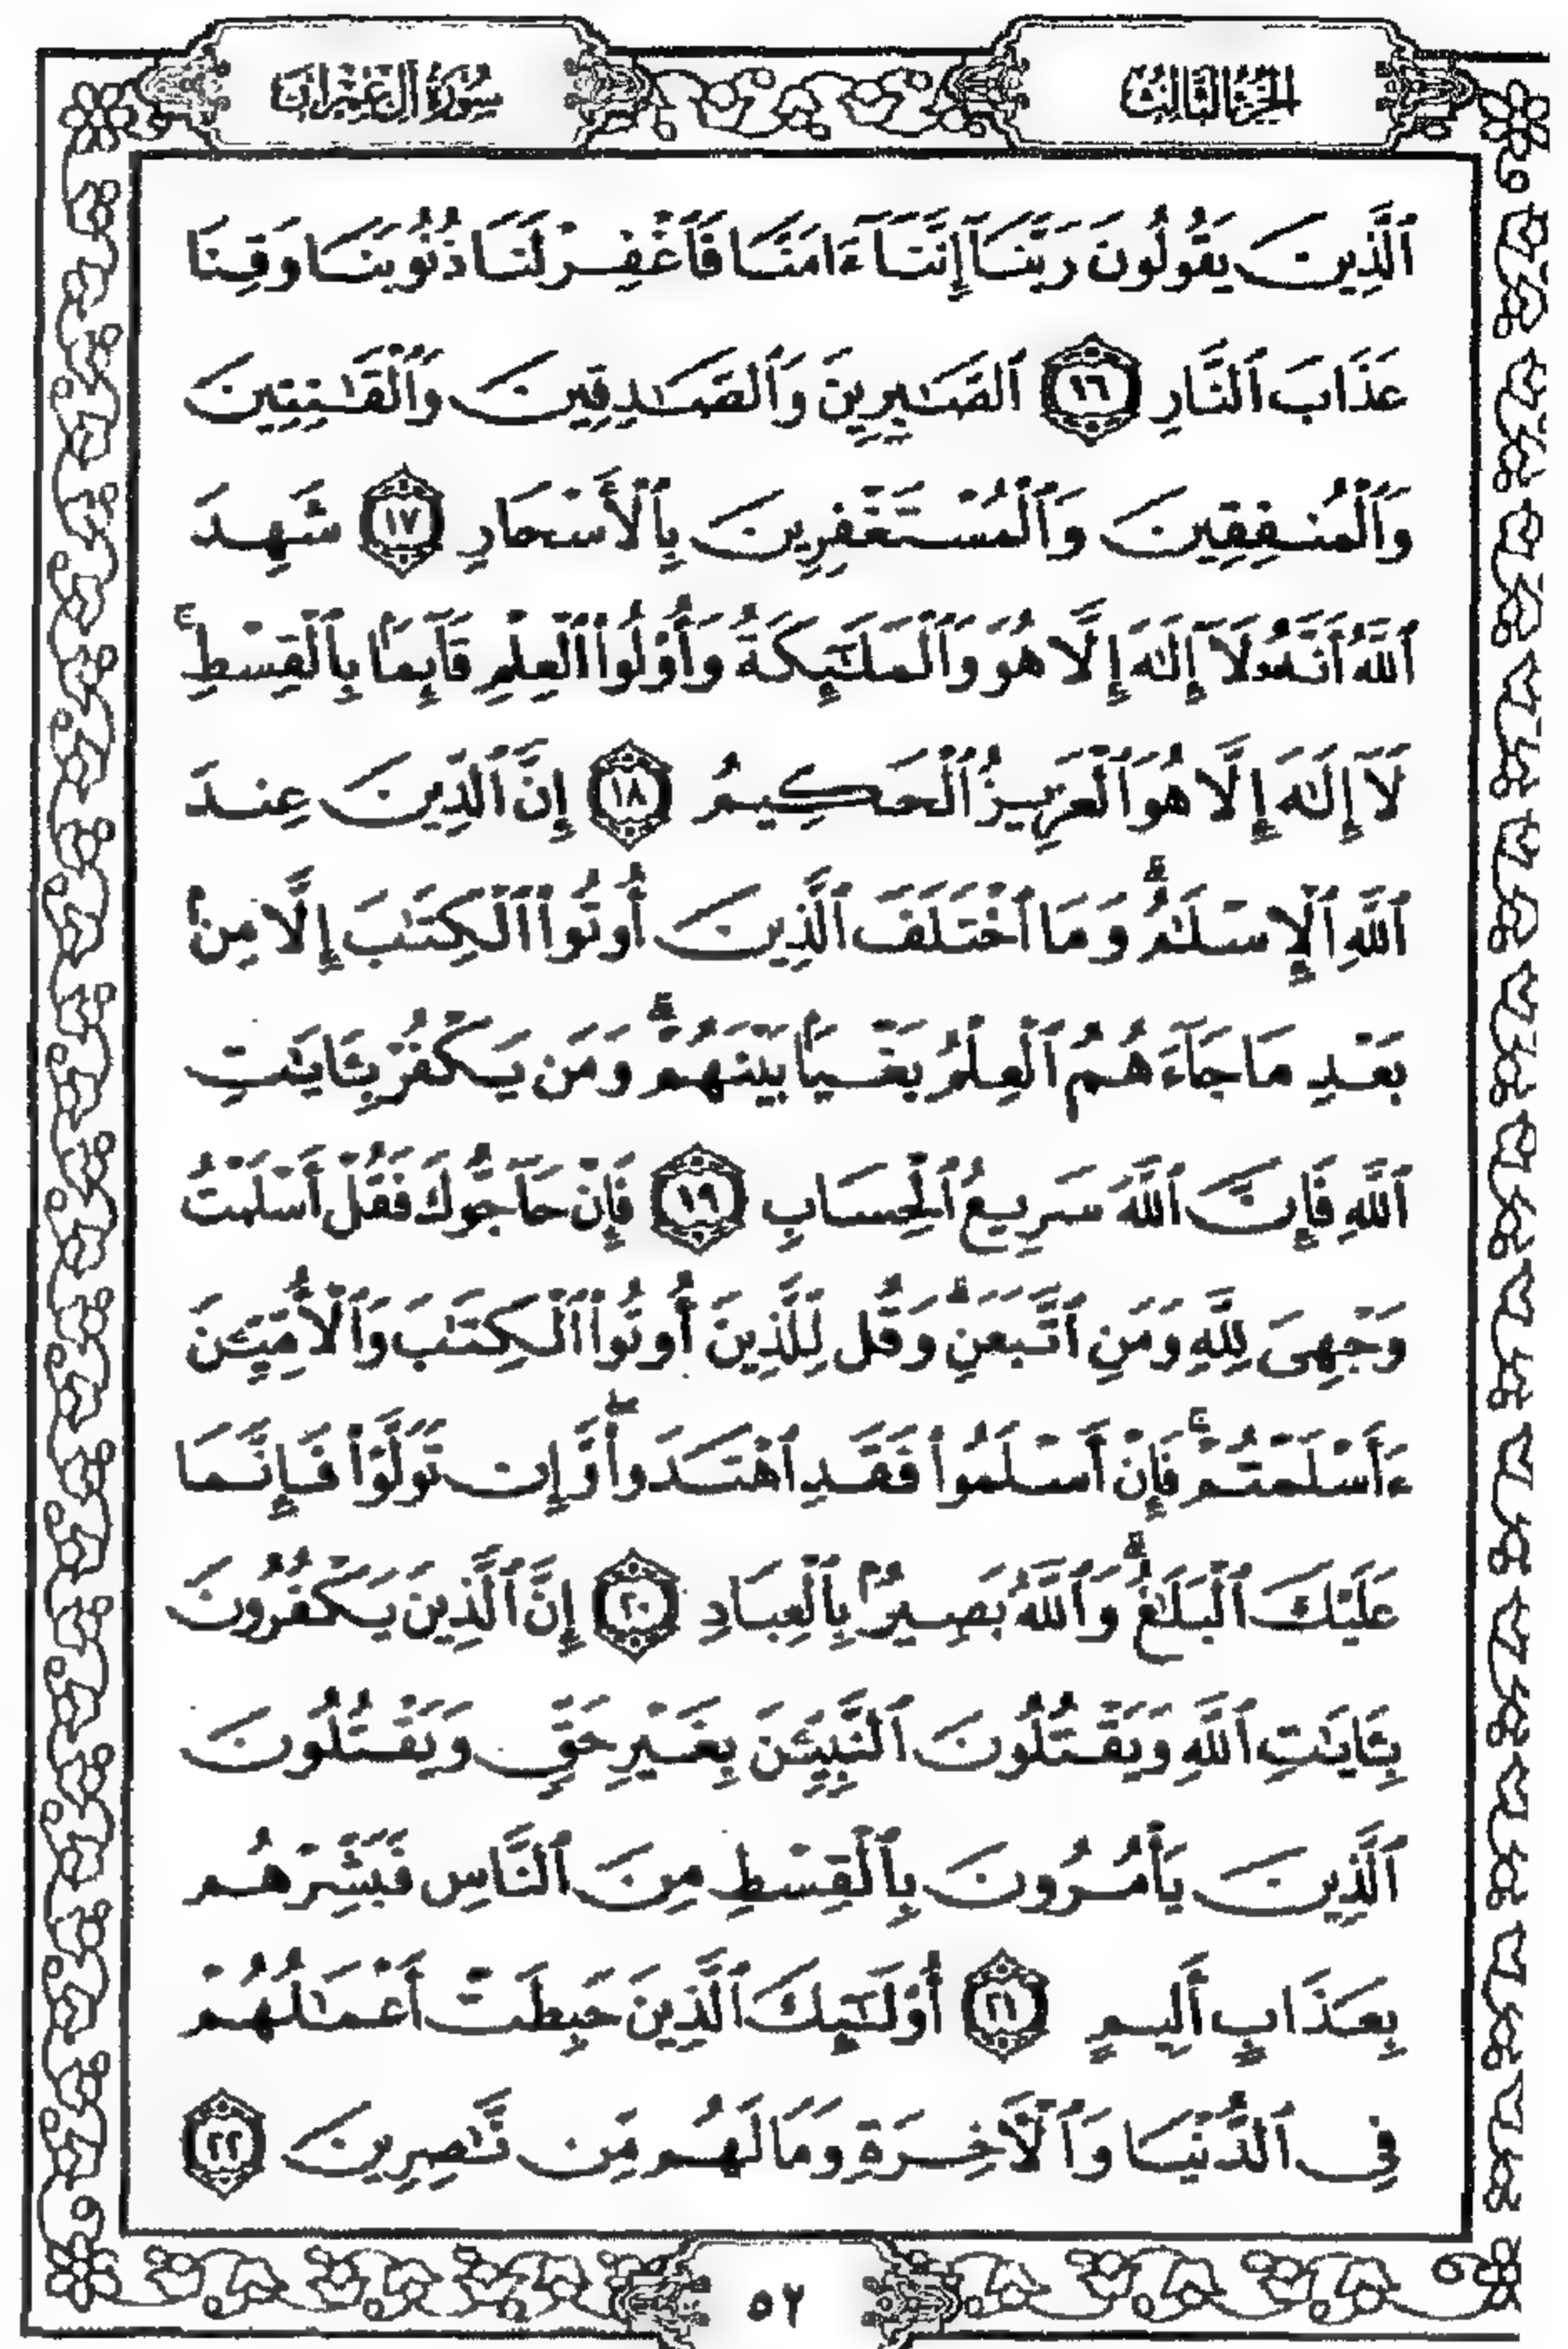 الجزء الثالث
سورة آل عمران
ٱلَّذِينَ يَقُولُونَ رَبَّنَآ إِنَّنَآ ءَامَنَّا فَٱغْفِرْ لَنَا ذُنُوبَنَا وَقِنَا
عَذَابَ ٱلنَّارِ ١٦ ٱلصَّٰبِرِينَ وَٱلصَّٰدِقِينَ وَٱلْقَٰنِتِينَ
وَٱلْمُنفِقِينَ وَٱلْمُسْتَغْفِرِينَ بِٱلْأَسْحَارِ ١٧ شَهِدَ
ٱللَّهُ أَنَّهُۥ لَآ إِلَٰهَ إِلَّا هُوَ وَٱلْمَلَٰٓئِكَةُ وَأُو۟لُوا۟ ٱلْعِلْمِ قَآئِمًۢا بِٱلْقِسْطِ ۚ
لَآ إِلَٰهَ إِلَّا هُوَ ٱلْعَزِيزُ ٱلْحَكِيمُ ١٨ إِنَّ ٱلدِّينَ عِندَ
ٱللَّهِ ٱلْإِسْلَٰمُ ۗ وَمَا ٱخْتَلَفَ ٱلَّذِينَ أُوتُوا۟ ٱلْكِتَٰبَ إِلَّا مِنۢ
بَعْدِ مَا جَآءَهُمُ ٱلْعِلْمُ بَغْيًۢا بَيْنَهُمْ ۗ وَمَن يَكْفُرْ بِـَٔايَٰتِ
ٱللَّهِ فَإِنَّ ٱللَّهَ سَرِيعُ ٱلْحِسَابِ ١٩ فَإِنْ حَآجُّوكَ فَقُلْ أَسْلَمْتُ
وَجْهِىَ لِلَّهِ وَمَنِ ٱتَّبَعَنِ ۗ وَقُل لِّلَّذِينَ أُوتُوا۟ ٱلْكِتَٰبَ وَٱلْأُمِّيِّـۧنَ
ءَأَسْلَمْتُمْ ۚ فَإِنْ أَسْلَمُوا۟ فَقَدِ ٱهْتَدَوا۟ ۖ وَّإِن تَوَلَّوْا۟ فَإِنَّمَا
عَلَيْكَ ٱلْبَلَٰغُ ۗ وَٱللَّهُ بَصِيرٌۢ بِٱلْعِبَادِ ٢٠ إِنَّ ٱلَّذِينَ يَكْفُرُونَ
بِـَٔايَٰتِ ٱللَّهِ وَيَقْتُلُونَ ٱلنَّبِيِّـۧنَ بِغَيْرِ حَقٍّ وَيَقْتُلُونَ
ٱلَّذِينَ يَأْمُرُونَ بِٱلْقِسْطِ مِنَ ٱلنَّاسِ فَبَشِّرْهُم
بِعَذَابٍ أَلِيمٍ ٢١ أُو۟لَٰٓئِكَ ٱلَّذِينَ حَبِطَتْ أَعْمَٰلُهُمْ
فِى ٱلدُّنْيَا وَٱلْـَٔاخِرَةِ وَمَا لَهُم مِّن نَّٰصِرِينَ ٢٢
٥٢